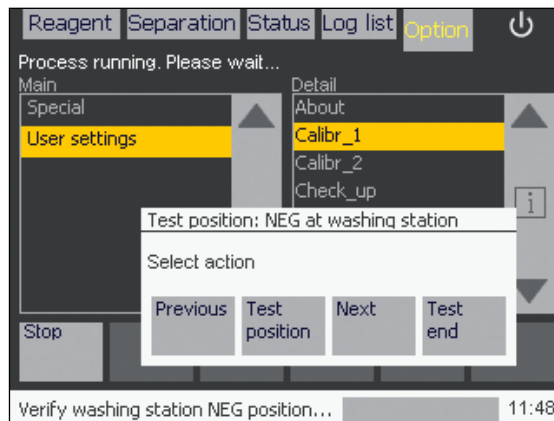 Reagent Separation Status Log list Option
Process running. Please wait...
Main Detail
Special About
User settings Calibr_1
Calibr_2
Check_up
i
Test position: NEG at washing station
Select action
Previous Test position Next Test end
Stop
Verify washing station NEG position... 11:48